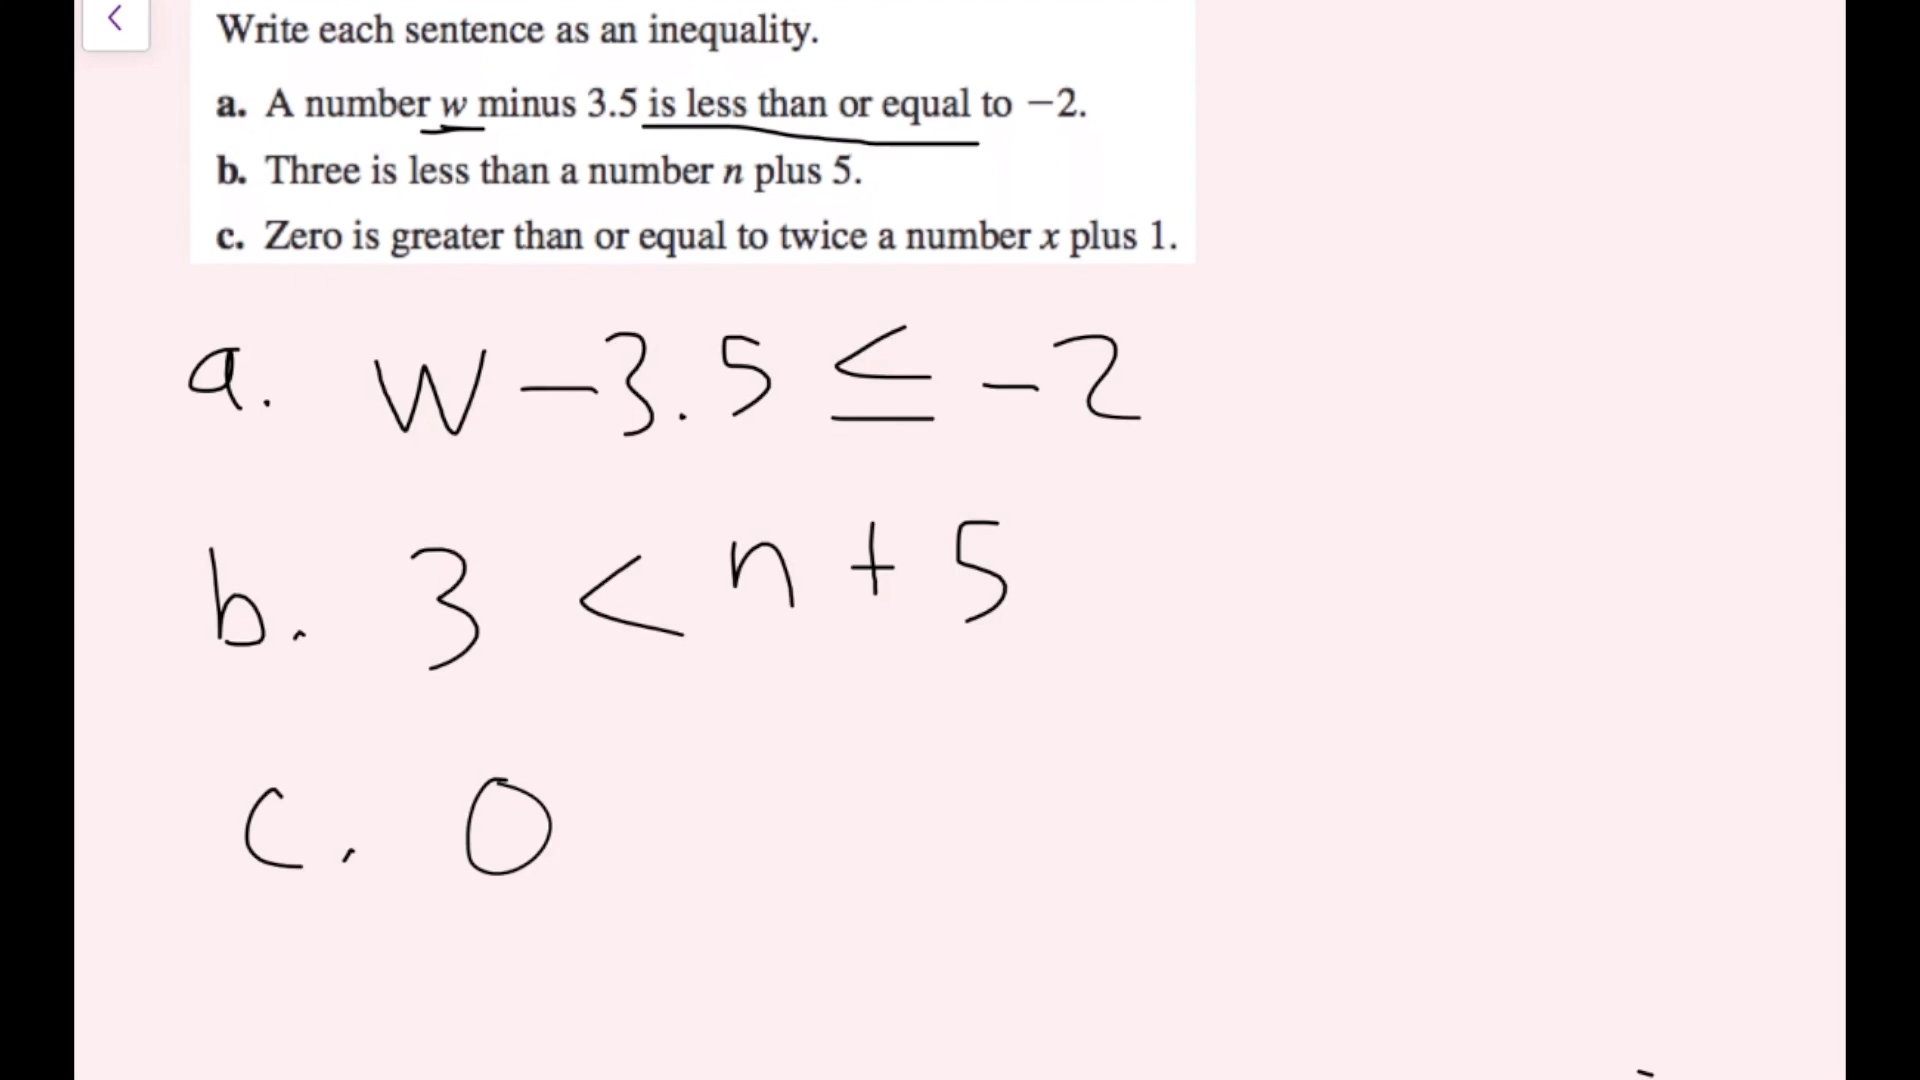 Write each sentence as an inequality.
a. A number w minus 3.5 is less than or equal to −2.
b. Three is less than a number n plus 5.
c. Zero is greater than or equal to twice a number x plus 1.
a. W − 3.5 ≤ −2
b. 3 < n + 5
c. 0